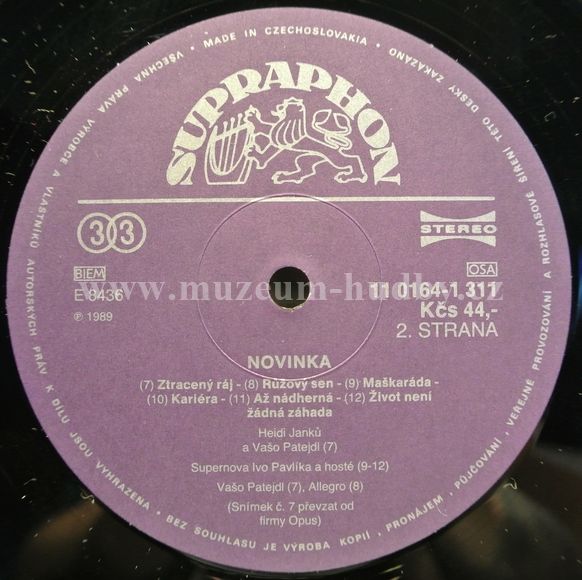 VŠECHNA PRÁVA VÝROBCE A VLASTNÍKŮ AUTORSKÝCH PRÁV K DÍLU JSOU VYHRAZENA • BEZ SOUHLASU JE VÝROBA KOPIÍ, PRONÁJEM, PŮJČOVÁNÍ, VEŘEJNÉ PROVOZOVÁNÍ A ROZHLASOVÉ ŠÍŘENÍ TÉTO DESKY ZAKÁZÁNO • MADE IN CZECHOSLOVAKIA •
SUPRAPHON
33
STEREO
BIEM
OSA
E 8436
11 0164-1 311
www.muzeum-hudby.cz
℗ 1989
Kčs 44,-
2. STRANA
NOVINKA
(7) Ztracený ráj - (8) Růžový sen - (9) Maškaráda -
(10) Kariéra - (11) Až nádherná - (12) Život není
žádná záhada
Heidi Janků
a Vašo Patejdl (7)
Supernova Ivo Pavlíka a hosté (9-12)
Vašo Patejdl (7), Allegro (8)
(Snímek č. 7 převzat od
firmy Opus)